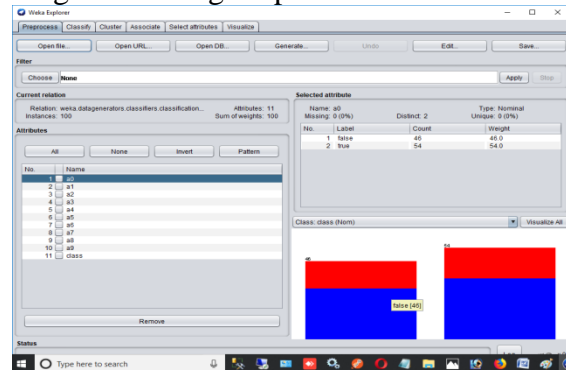 Weka Explorer
Preprocess Classify Cluster Associate Select attributes Visualize
Open file... Open URL... Open DB... Generate... Undo Edit... Save...
Filter
Choose None Apply Stop
Current relation
Relation: weka.datagenerators.classifiers.classification... Attributes: 11
Instances: 100 Sum of weights: 100
Attributes
All None Invert Pattern
No. Name
1 a0
2 a1
3 a2
4 a3
5 a4
6 a5
7 a6
8 a7
9 a8
10 a9
11 class
Remove
Selected attribute
Name: a0 Type: Nominal
Missing: 0 (0%) Distinct: 2 Unique: 0 (0%)
No. Label Count Weight
1 false 46 46.0
2 true 54 54.0
Class: class (Nom) Visualize All
46
54
false [46]
Status
Type here to search